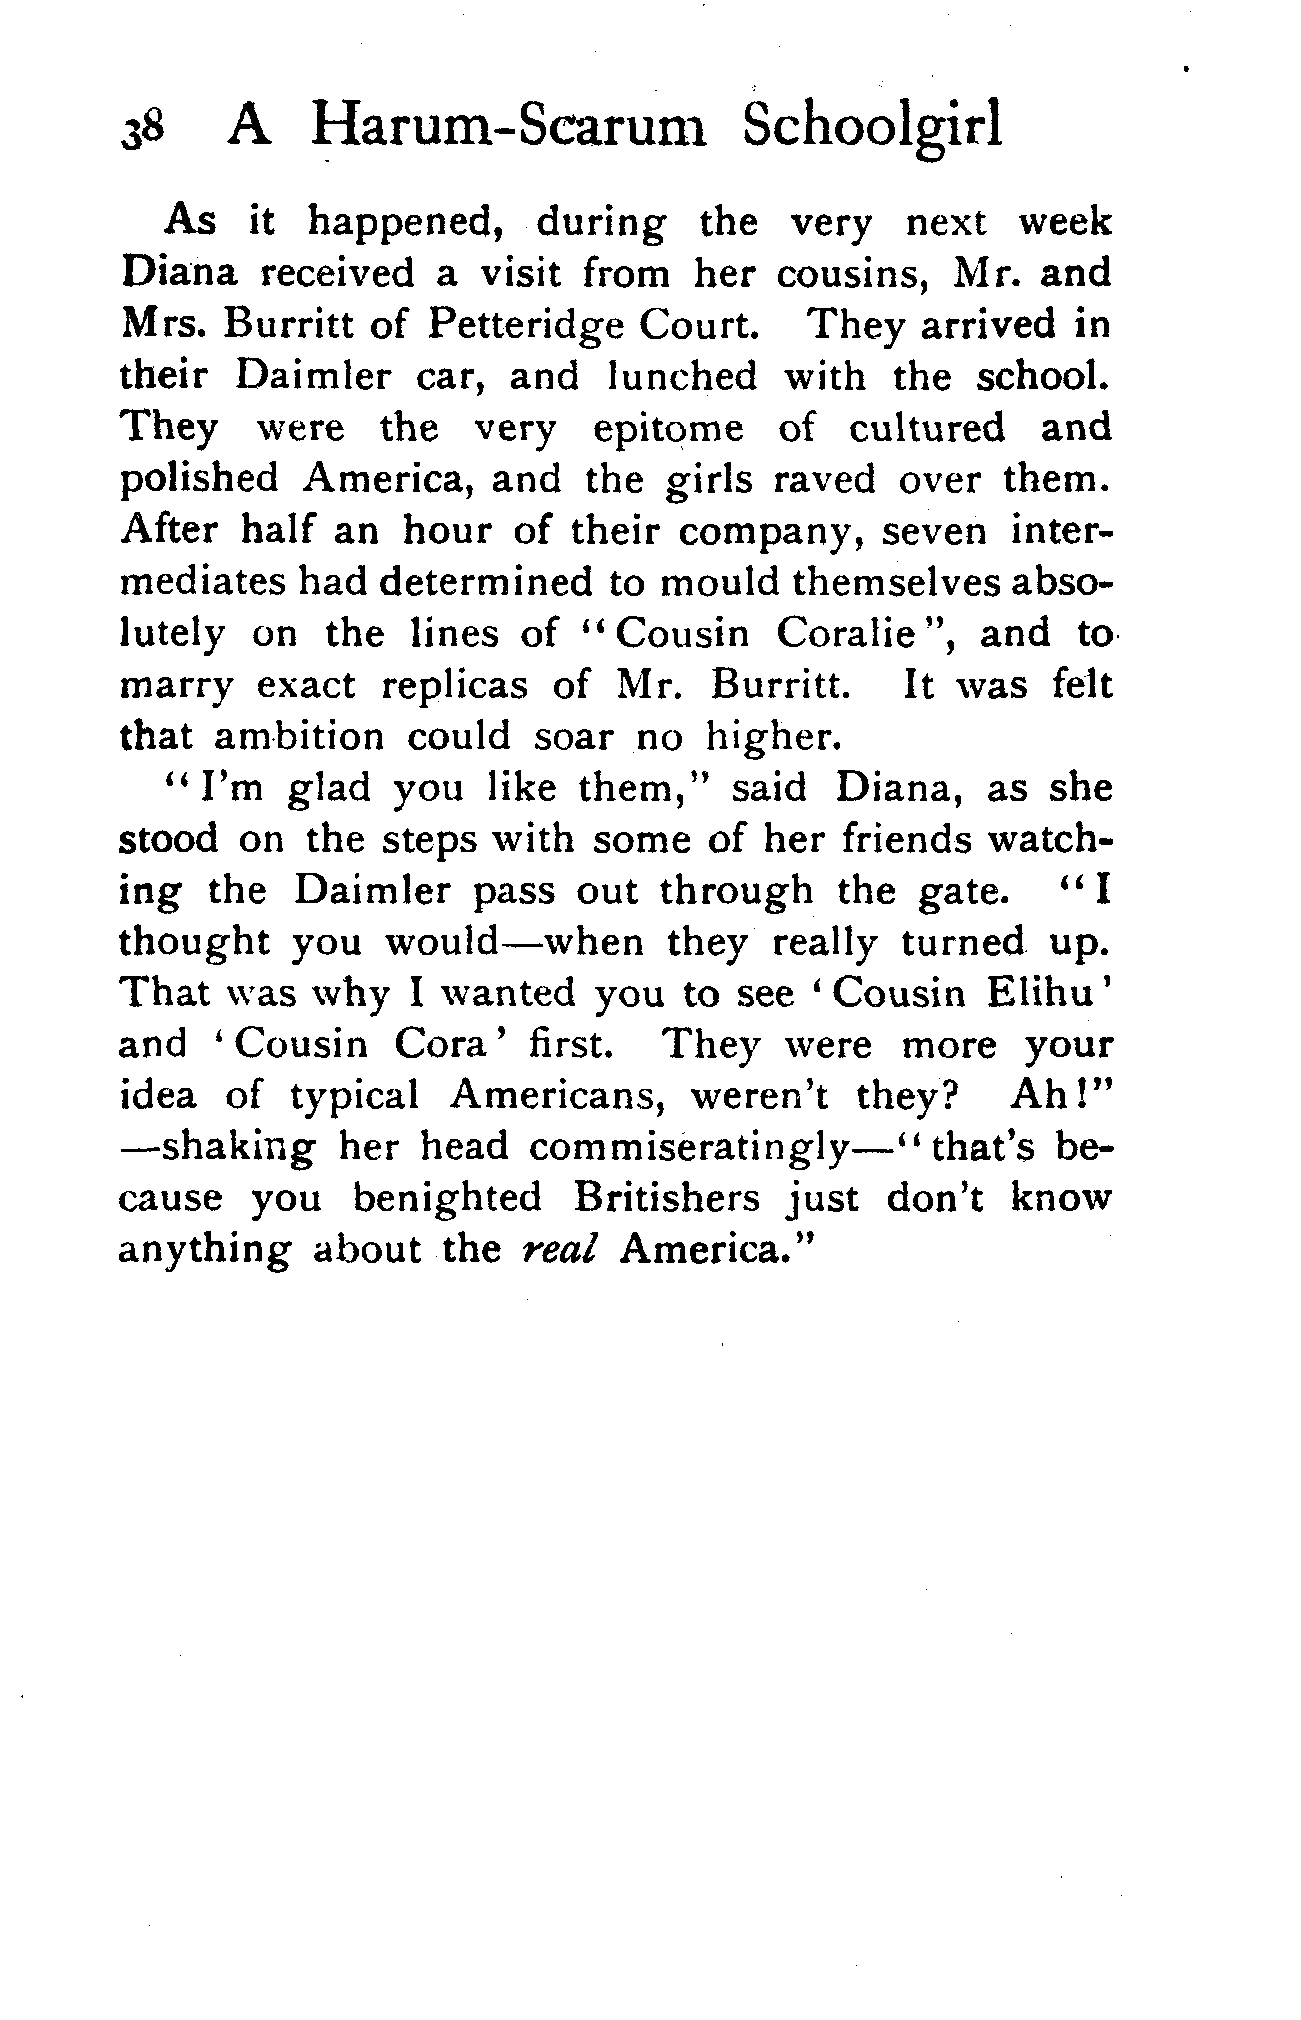 38 A Harum-Scarum Schoolgirl
As it happened, during the very next week
Diana received a visit from her cousins, Mr. and
Mrs. Burritt of Petteridge Court. They arrived in
their Daimler car, and lunched with the school.
They were the very epitome of cultured and
polished America, and the girls raved over them.
After half an hour of their company, seven inter-
mediates had determined to mould themselves abso-
lutely on the lines of "Cousin Coralie", and to
marry exact replicas of Mr. Burritt. It was felt
that ambition could soar no higher.
"I'm glad you like them," said Diana, as she
stood on the steps with some of her friends watch-
ing the Daimler pass out through the gate. "I
thought you would—when they really turned up.
That was why I wanted you to see 'Cousin Elihu'
and 'Cousin Cora' first. They were more your
idea of typical Americans, weren't they? Ah!"
—shaking her head commiseratingly—"that's be-
cause you benighted Britishers just don't know
anything about the real America."